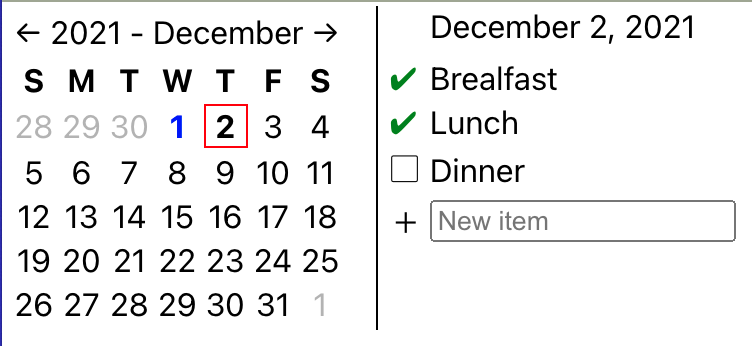 ← 2021 - December →
S M T W T F S
28 29 30 1 2 3 4
5 6 7 8 9 10 11
12 13 14 15 16 17 18
19 20 21 22 23 24 25
26 27 28 29 30 31 1
December 2, 2021
✔ Brealfast
✔ Lunch
☐ Dinner
+ New item